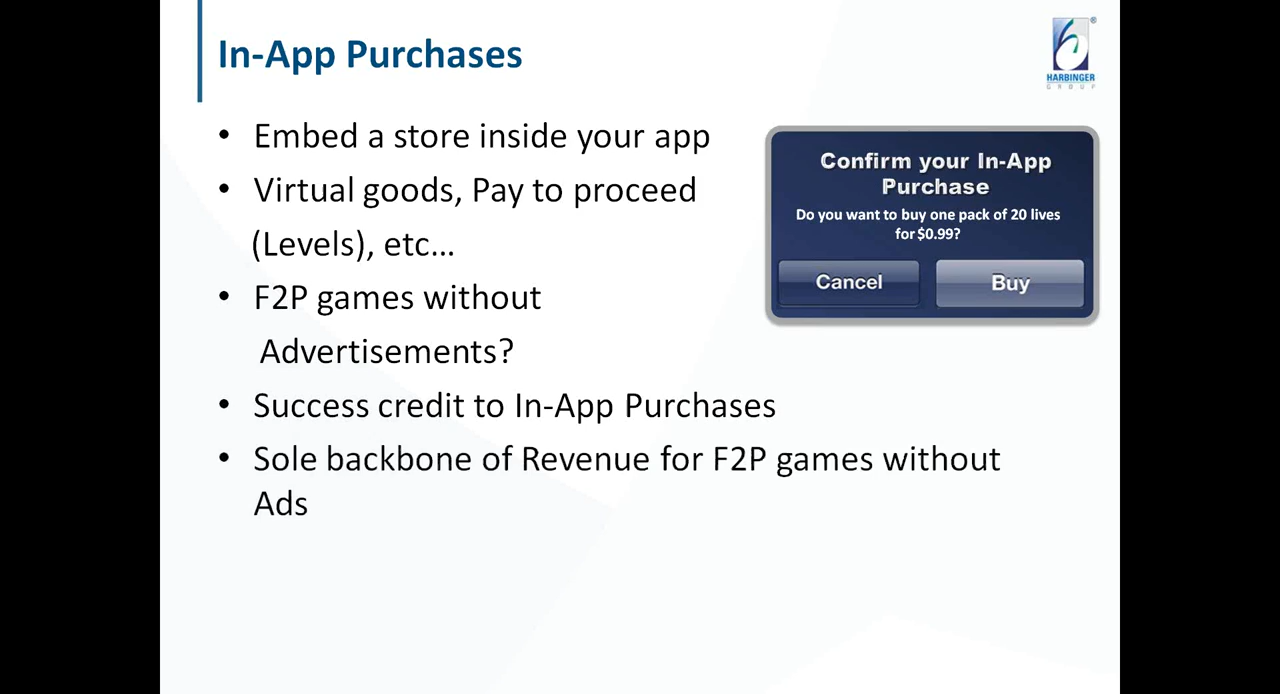 In-App Purchases
®
HARBINGER
GROUP
• Embed a store inside your app
• Virtual goods, Pay to proceed
(Levels), etc…
• F2P games without
Advertisements?
• Success credit to In-App Purchases
• Sole backbone of Revenue for F2P games without
Ads
Confirm your In-App
Purchase
Do you want to buy one pack of 20 lives
for $0.99?
Cancel
Buy